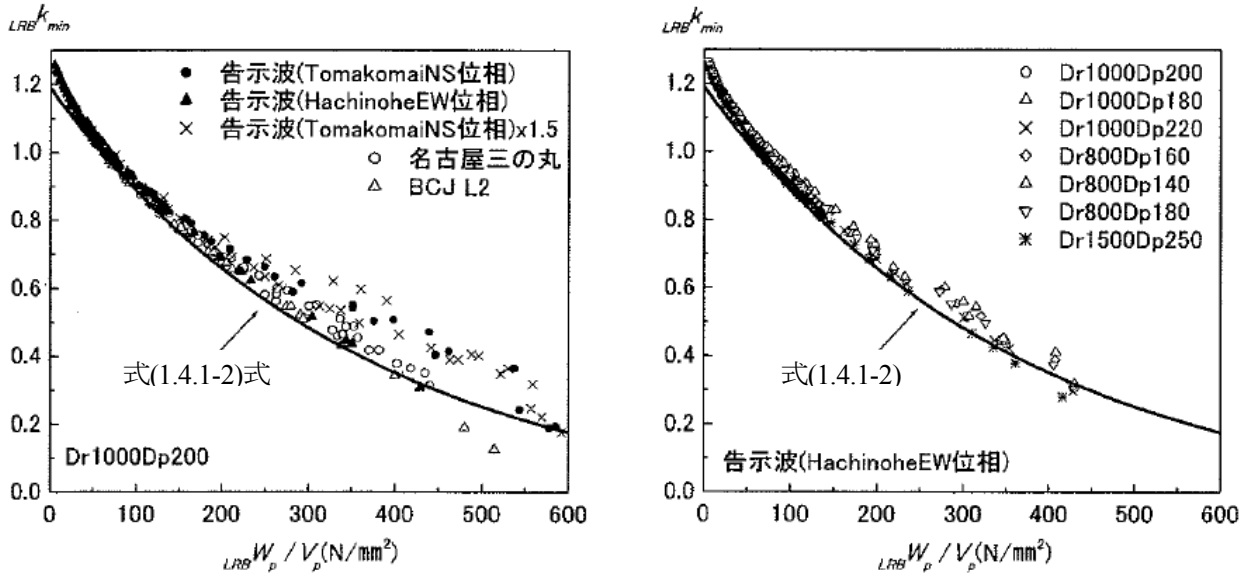 LRB k min
1.2
1.0
0.8
0.6
0.4
0.2
0.0
告示波(TomakomaiNS位相)
告示波(HachinoheEW位相)
告示波(TomakomaiNS位相)x1.5
名古屋三の丸
BCJ L2
式(1.4.1-2)式
Dr1000Dp200
0 100 200 300 400 500 600
LRB W p / V p (N/mm²)
LRB k min
1.2
1.0
0.8
0.6
0.4
0.2
0.0
Dr1000Dp200
Dr1000Dp180
Dr1000Dp220
Dr800Dp160
Dr800Dp140
Dr800Dp180
Dr1500Dp250
式(1.4.1-2)
告示波(HachinoheEW位相)
0 100 200 300 400 500 600
LRB W p / V p (N/mm²)